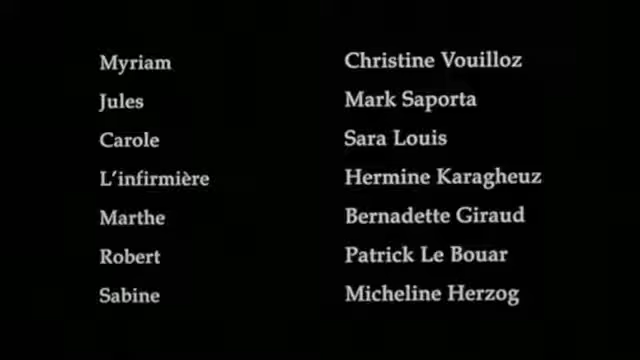 Myriam Christine Vouilloz
Jules Mark Saporta
Carole Sara Louis
L'infirmière Hermine Karagheuz
Marthe Bernadette Giraud
Robert Patrick Le Bouar
Sabine Micheline Herzog